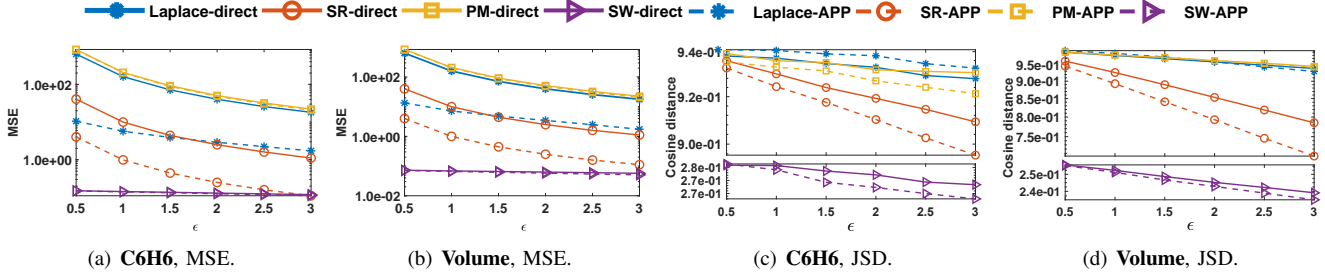 Laplace-direct SR-direct PM-direct SW-direct Laplace-APP SR-APP PM-APP SW-APP
MSE
1.0e+02
1.0e+00
0.5 1 1.5 2 2.5 3
ϵ
(a) C6H6, MSE.
MSE
1.0e+02
1.0e+00
1.0e-02
0.5 1 1.5 2 2.5 3
ϵ
(b) Volume, MSE.
Cosine distance
9.4e-01
9.2e-01
9.0e-01
2.8e-01
2.7e-01
2.7e-01
0.5 1 1.5 2 2.5 3
ϵ
(c) C6H6, JSD.
Cosine distance
9.5e-01
9.0e-01
8.5e-01
8.0e-01
7.5e-01
2.5e-01
2.4e-01
0.5 1 1.5 2 2.5 3
ϵ
(d) Volume, JSD.